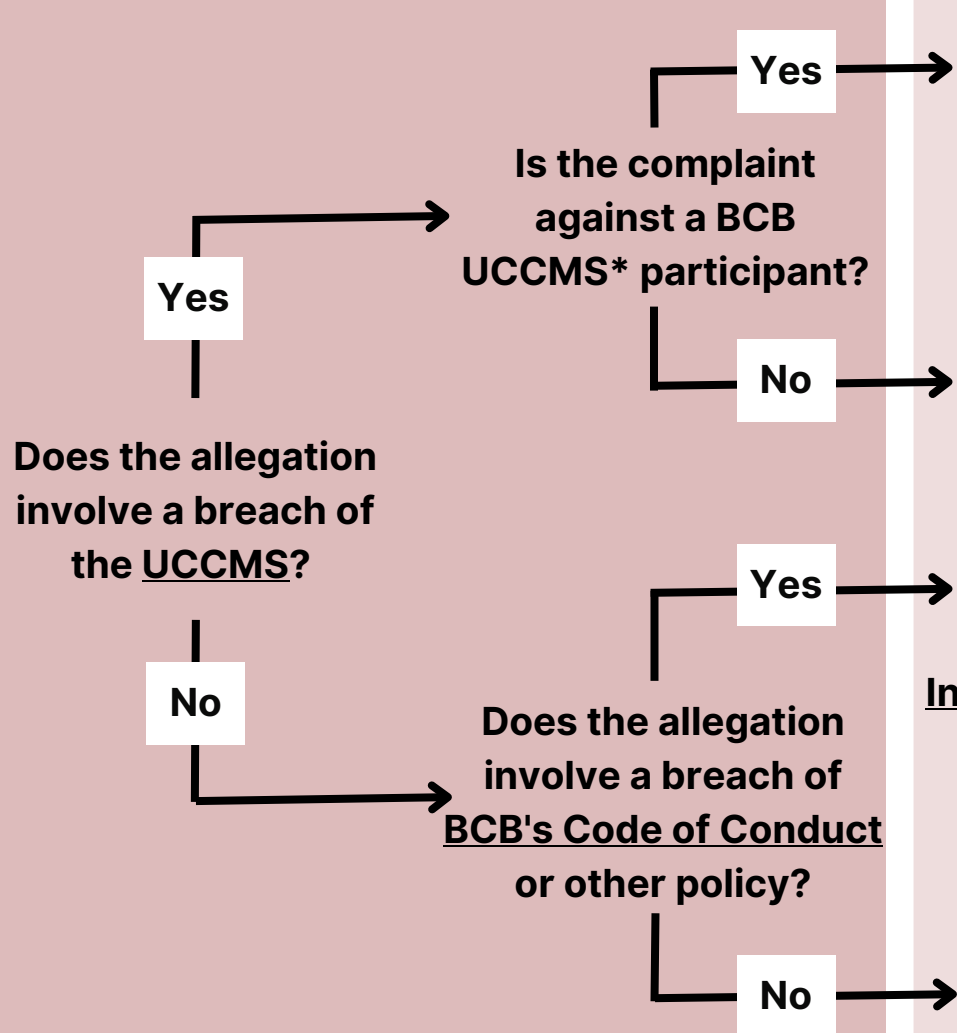 Yes
Is the complaint
against a BCB
UCCMS* participant?
Yes
No
Does the allegation
involve a breach of
the UCCMS?
Yes
No
In
Does the allegation
involve a breach of
BCB's Code of Conduct
or other policy?
No